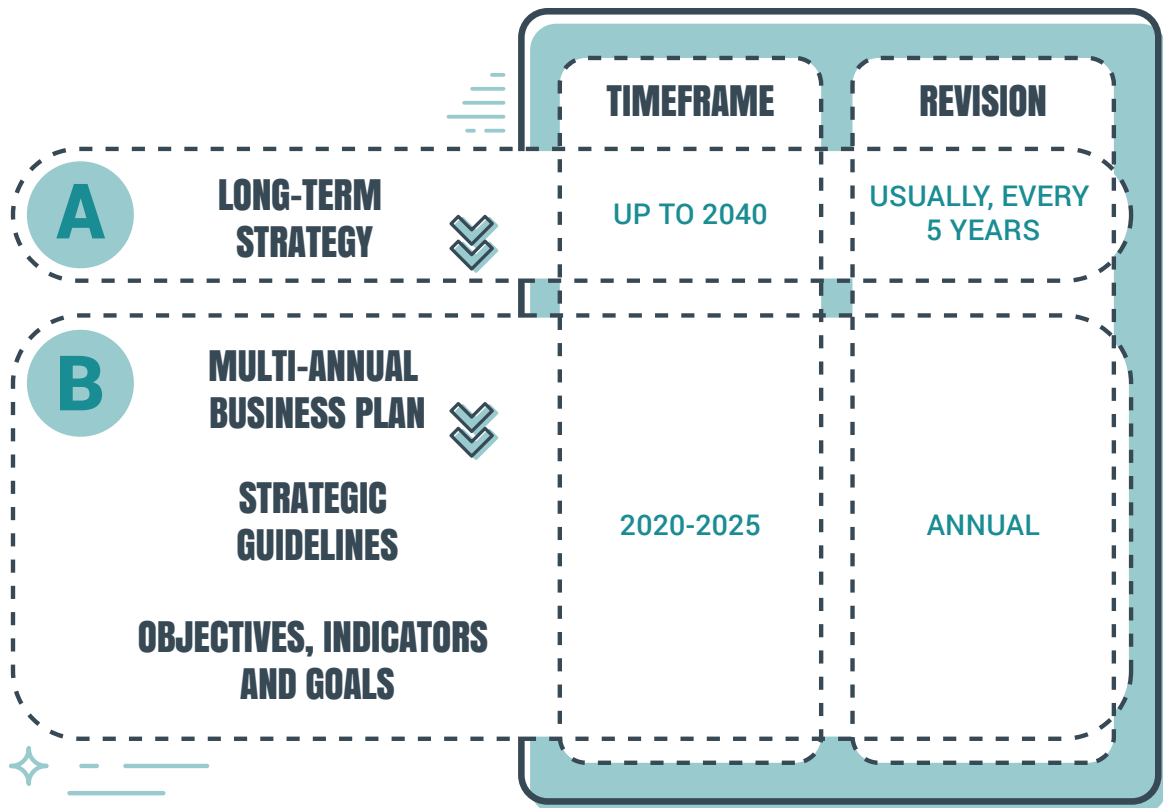 TIMEFRAME
REVISION
A
LONG-TERM
STRATEGY
UP TO 2040
USUALLY, EVERY
5 YEARS
B
MULTI-ANNUAL
BUSINESS PLAN
STRATEGIC
GUIDELINES
OBJECTIVES, INDICATORS
AND GOALS
2020-2025
ANNUAL